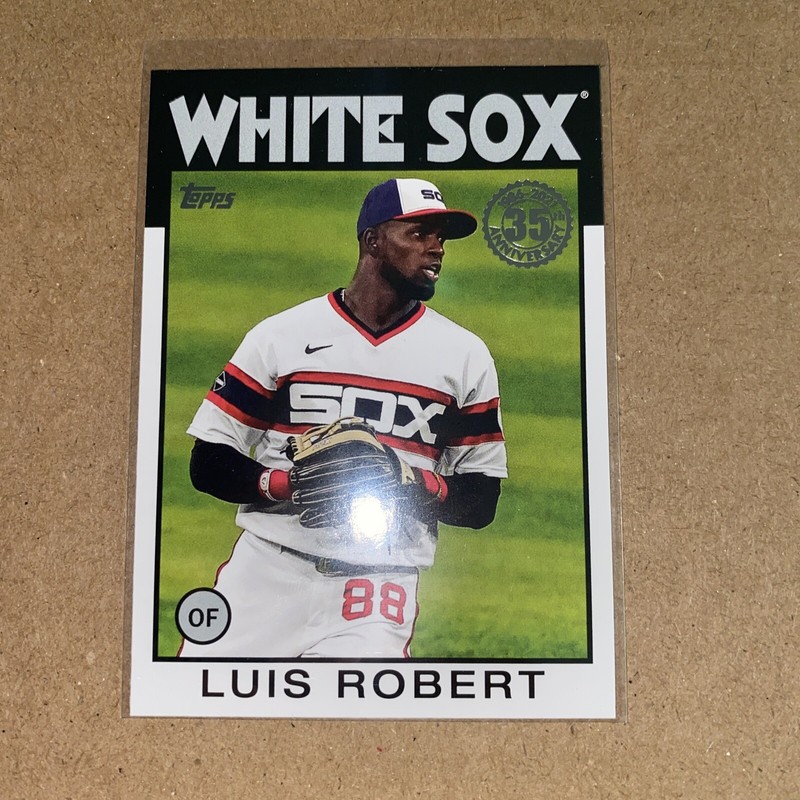 WHITE SOX®
Topps
SOX
35th
ANNIVERSARY
SOX
88
OF
LUIS ROBERT